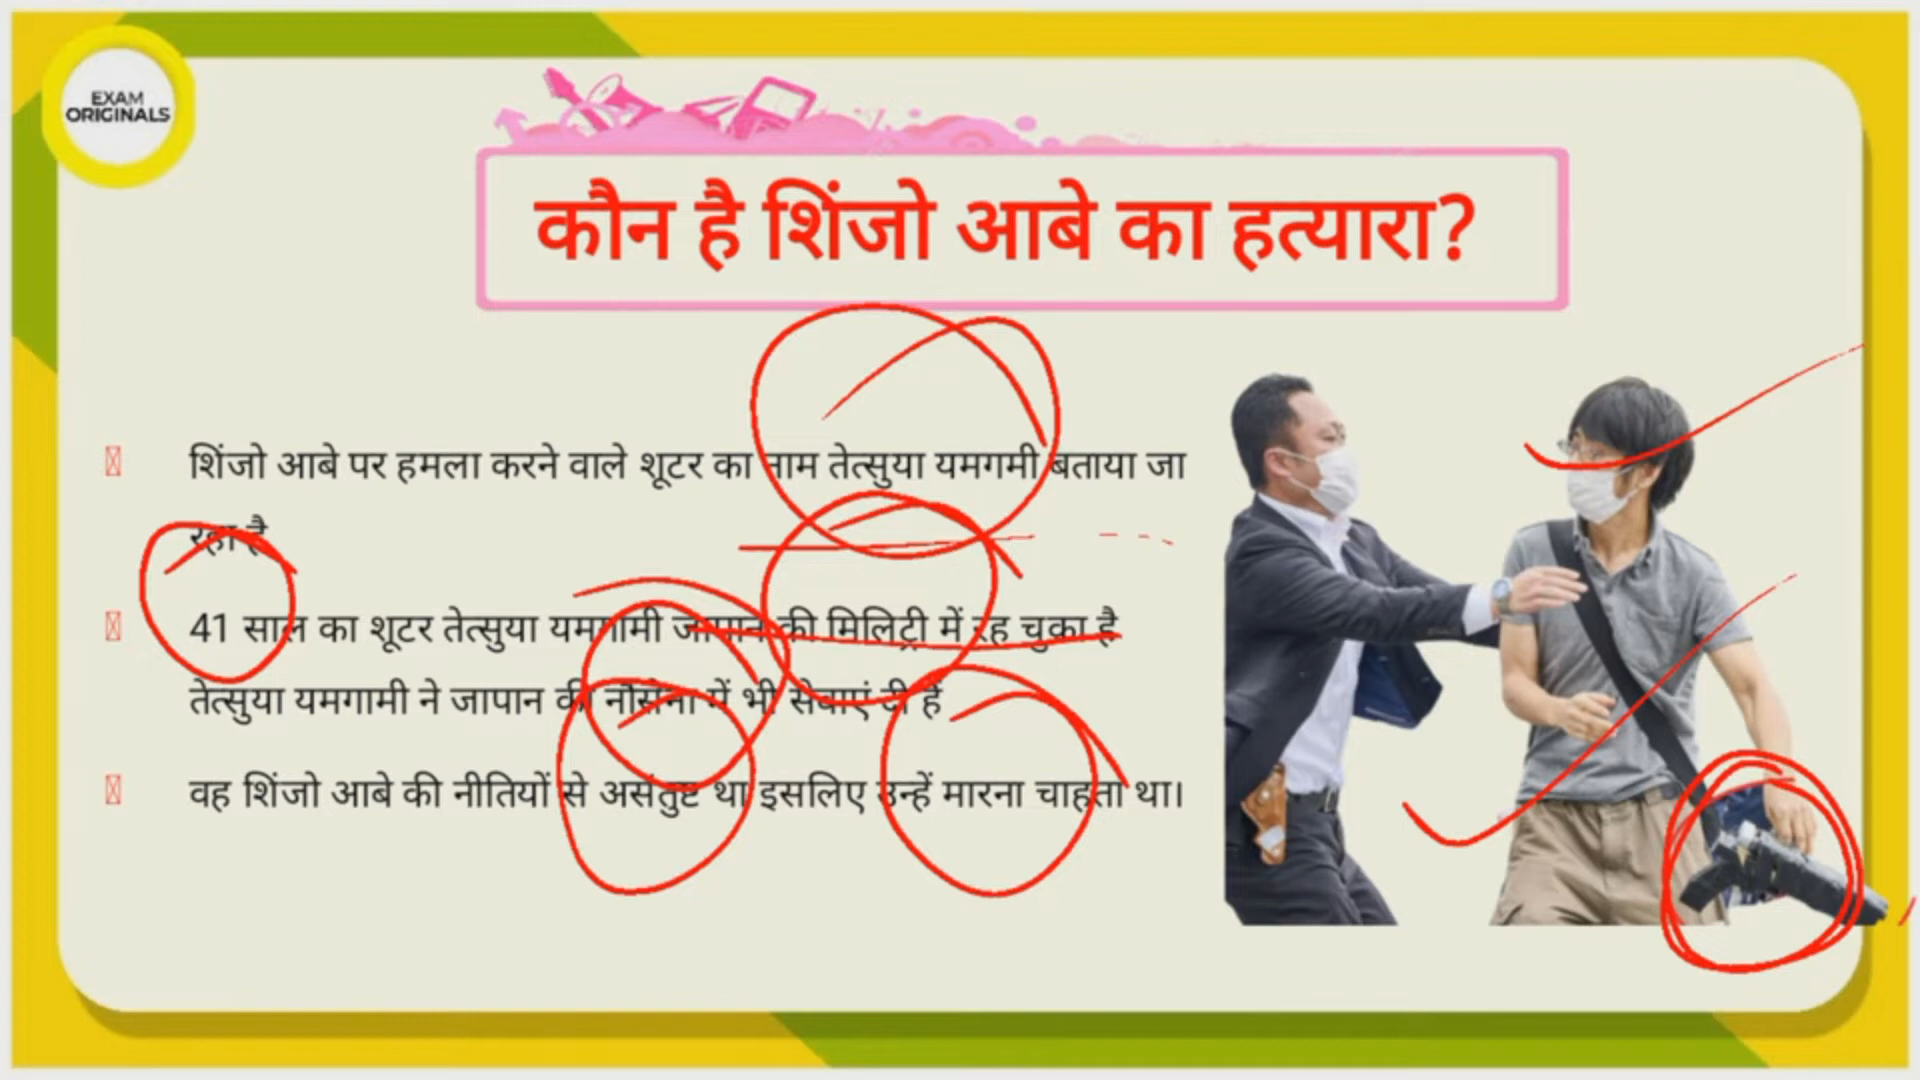 EXAM
ORIGINALS
कौन है शिंजो आबे का हत्यारा?
शिंजो आबे पर हमला करने वाले शूटर का नाम तेत्सुया यमगमी बताया जा
रहा है
41 साल का शूटर तेत्सुया यमगामी जापान की मिलिट्री में रह चुका है
तेत्सुया यमगामी ने जापान की नौसेना में भी सेवाएं दी हैं
वह शिंजो आबे की नीतियों से असंतुष्ट था इसलिए उन्हें मारना चाहता था।